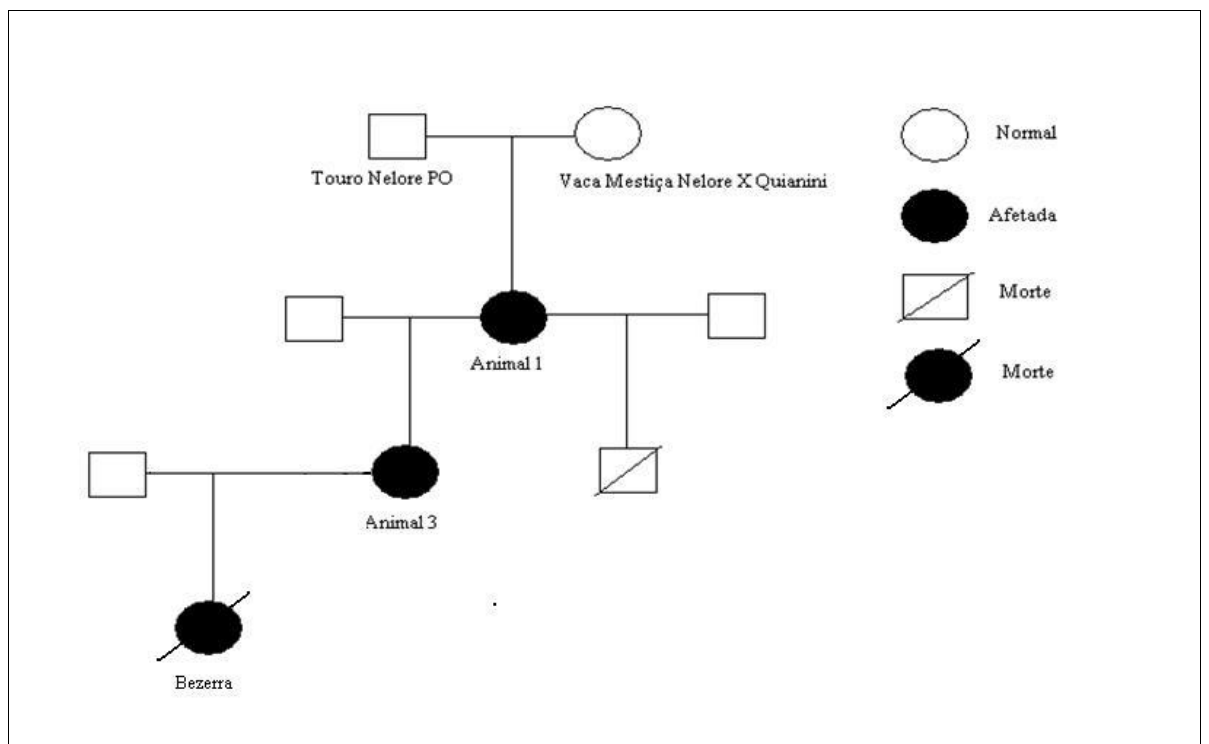 Normal
Touro Nelore PO
Vaca Mestiça Nelore X Quianini
Afetada
Morte
Animal 1
Morte
Animal 3
Bezerra